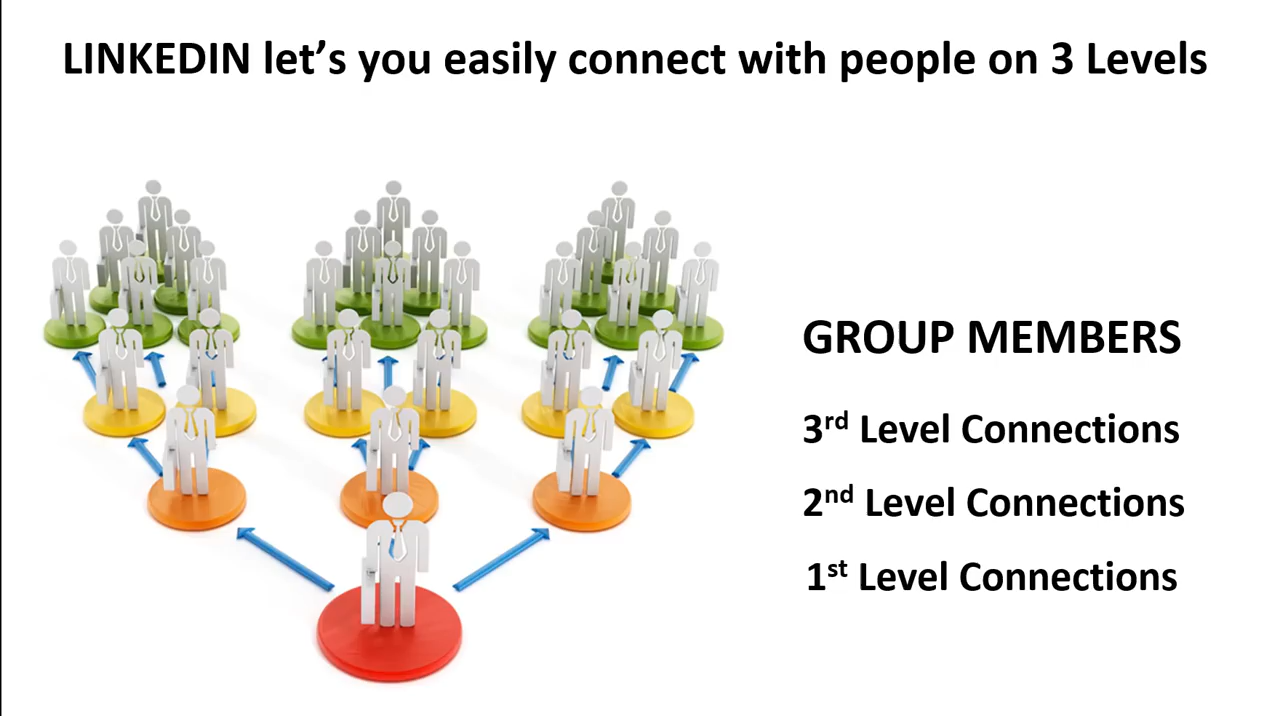 LINKEDIN let's you easily connect with people on 3 Levels
GROUP MEMBERS
3rd Level Connections
2nd Level Connections
1st Level Connections